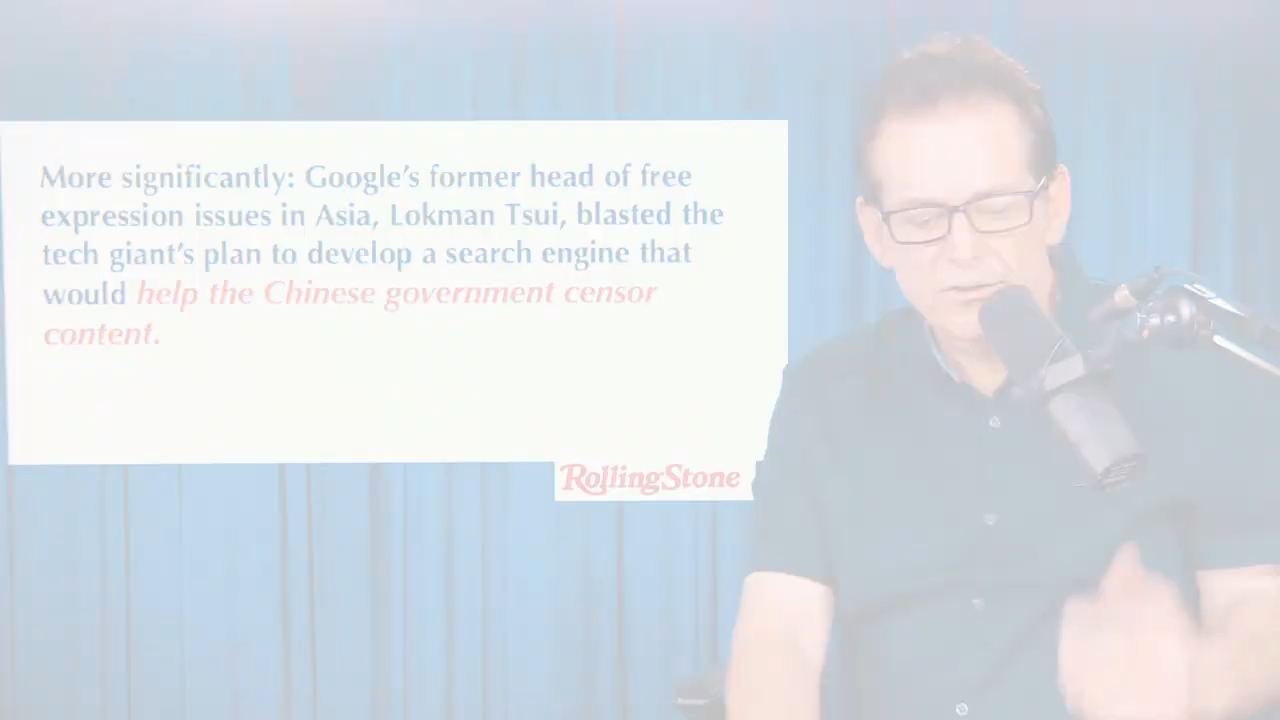 More significantly: Google's former head of free
expression issues in Asia, Lokman Tsui, blasted the
tech giant's plan to develop a search engine that
would help the Chinese government censor
content.
RollingStone